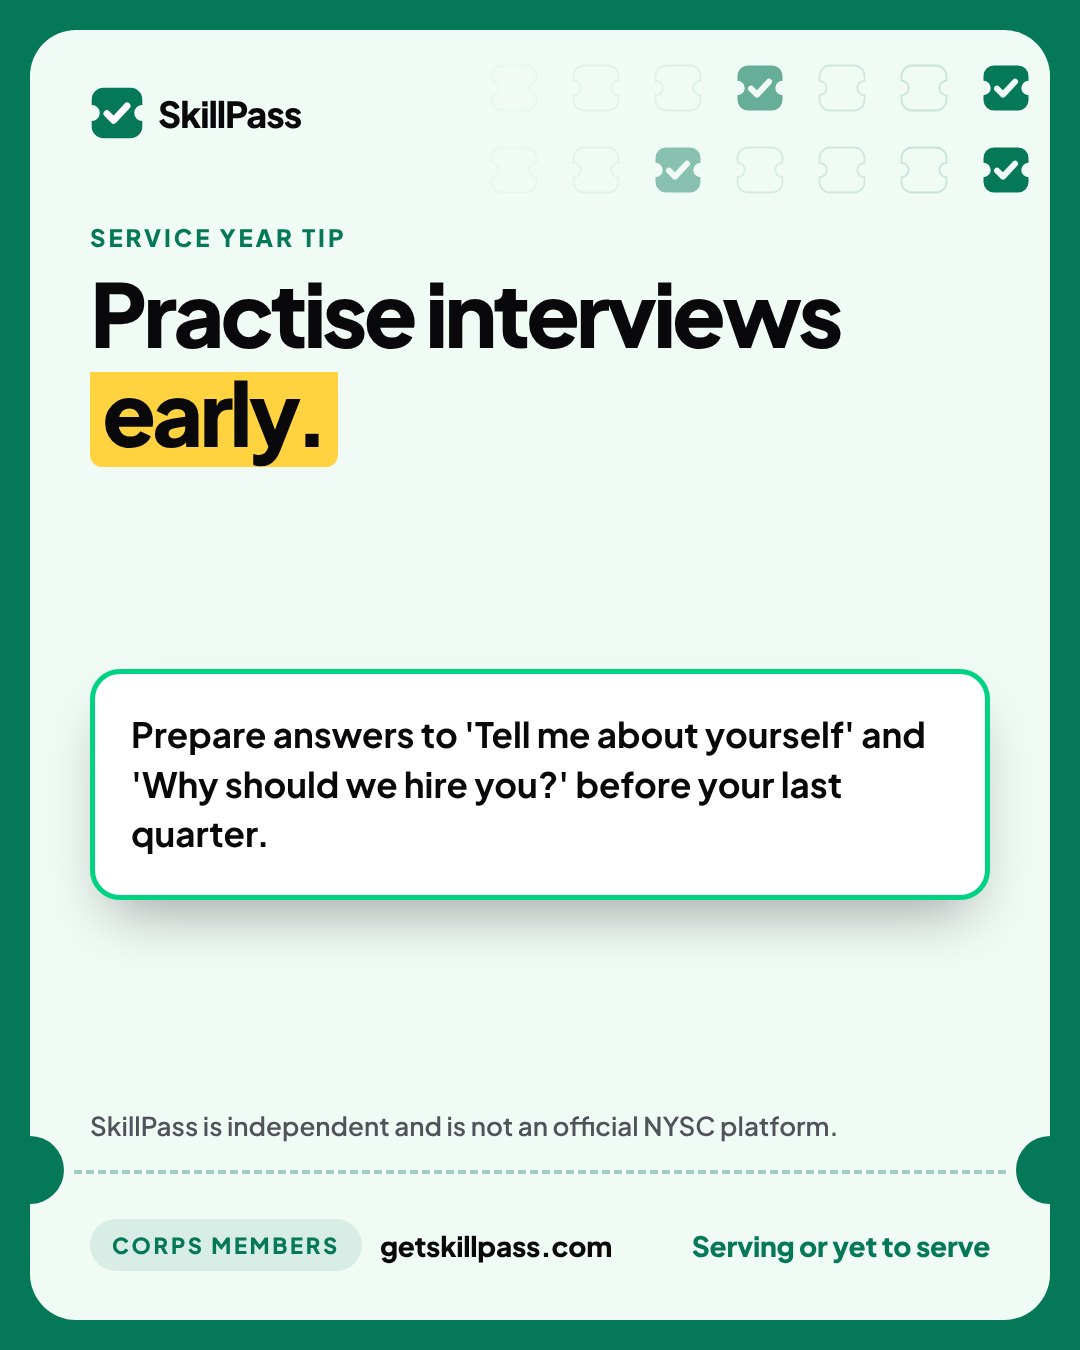 SkillPass
SERVICE YEAR TIP
Practise interviews
early.
Prepare answers to 'Tell me about yourself' and
'Why should we hire you?' before your last
quarter.
SkillPass is independent and is not an official NYSC platform.
CORPS MEMBERS getskillpass.com Serving or yet to serve